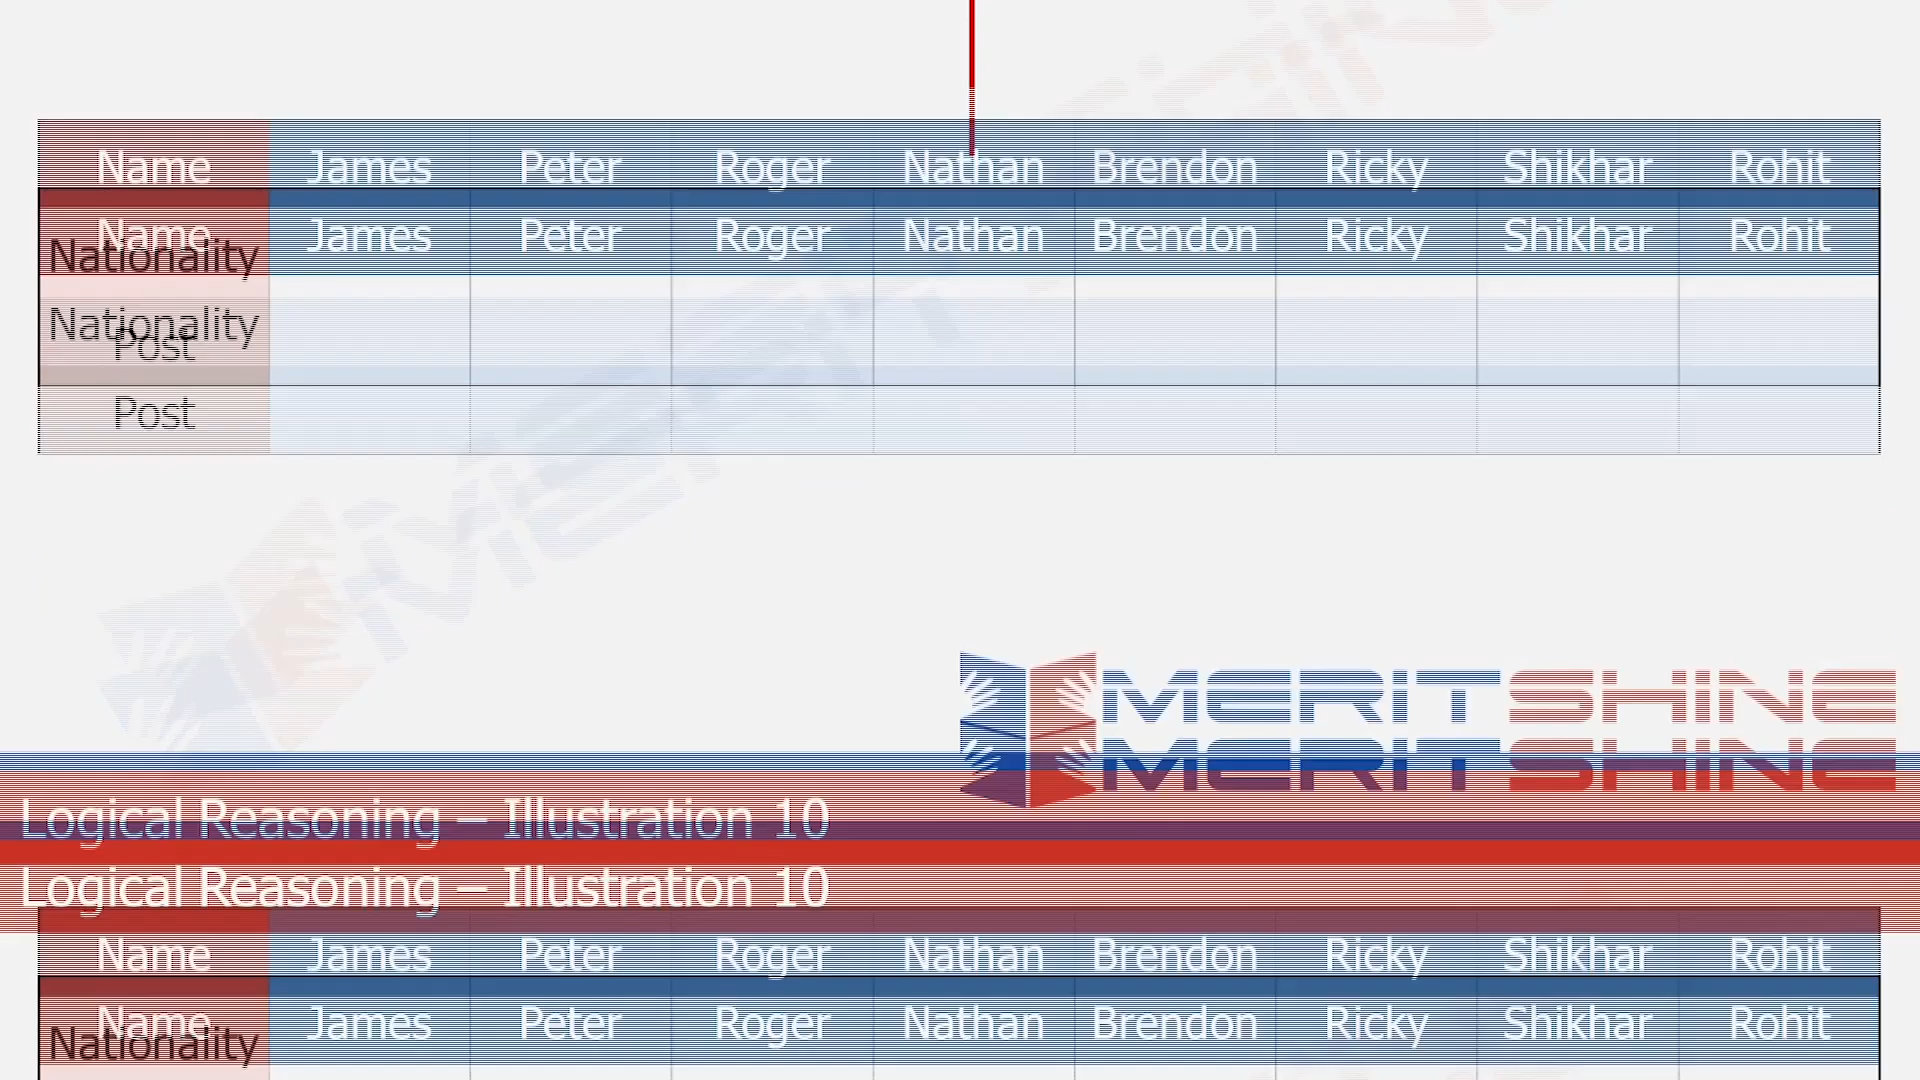 Name James Peter Roger Nathan Brendon Ricky Shikhar Rohit
Name James Peter Roger Nathan Brendon Ricky Shikhar Rohit
Nationality
Nationality
Post
Post
MERITSHINE
MERITSHINE
Logical Reasoning – Illustration 10
Logical Reasoning – Illustration 10
Name James Peter Roger Nathan Brendon Ricky Shikhar Rohit
Name James Peter Roger Nathan Brendon Ricky Shikhar Rohit
Nationality